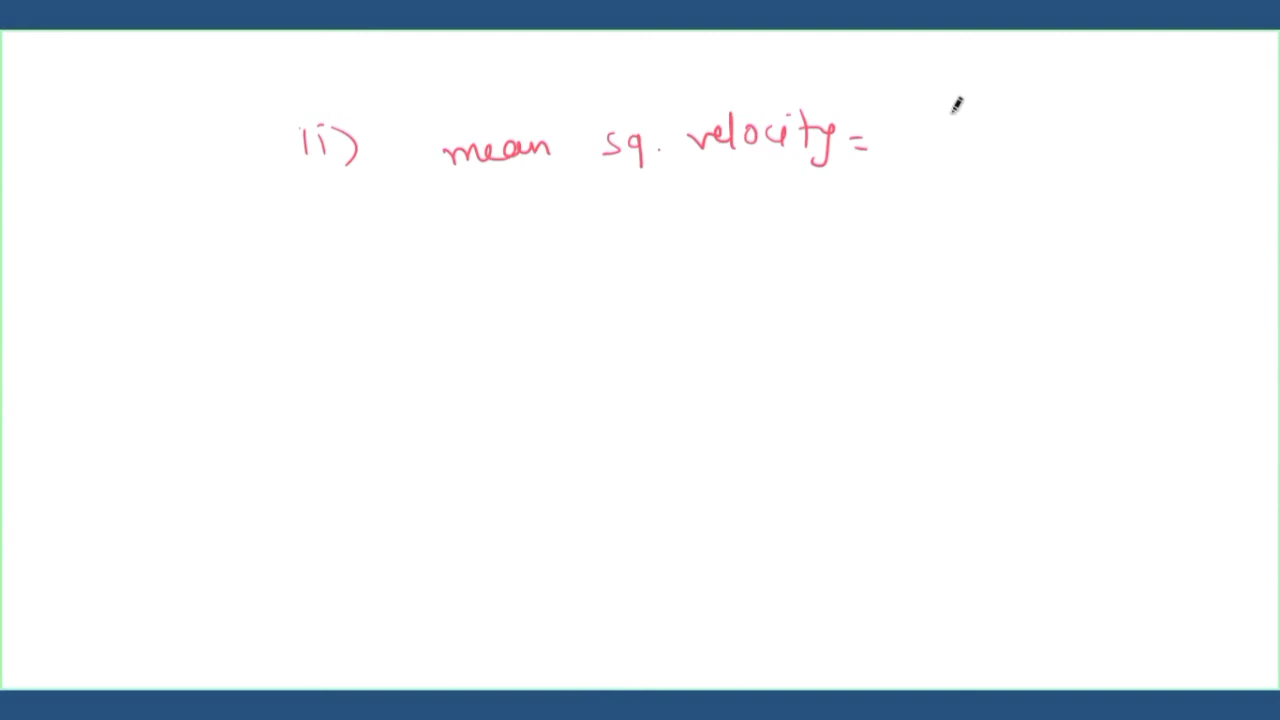 ii) mean sq. velocity =